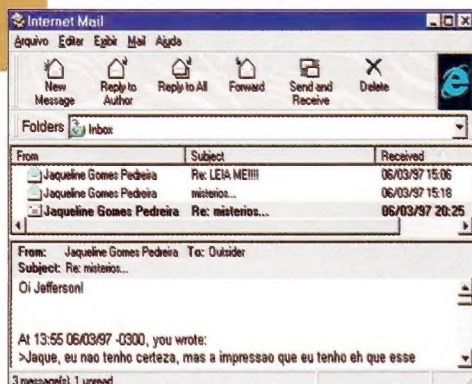 Internet Mail
Arquivo Editar Exibir Mail Ajuda
New Message Reply to Author Reply to All Forward Send and Receive Delete
Folders Inbox
From Subject Received
Jaqueline Gomes Pedreira Re: LEIA ME!!!! 06/03/97 15:06
Jaqueline Gomes Pedreira misterios... 06/03/97 15:18
Jaqueline Gomes Pedreira Re: misterios... 06/03/97 20:25
From: Jaqueline Gomes Pedreira To: Outsider
Subject: Re: misterios...
Oi Jefferson!
At 13:55 06/03/97 -0300, you wrote:
>Jaque, eu nao tenho certeza, mas a impressao que eu tenho eh que esse
3 message(s), 1 unread